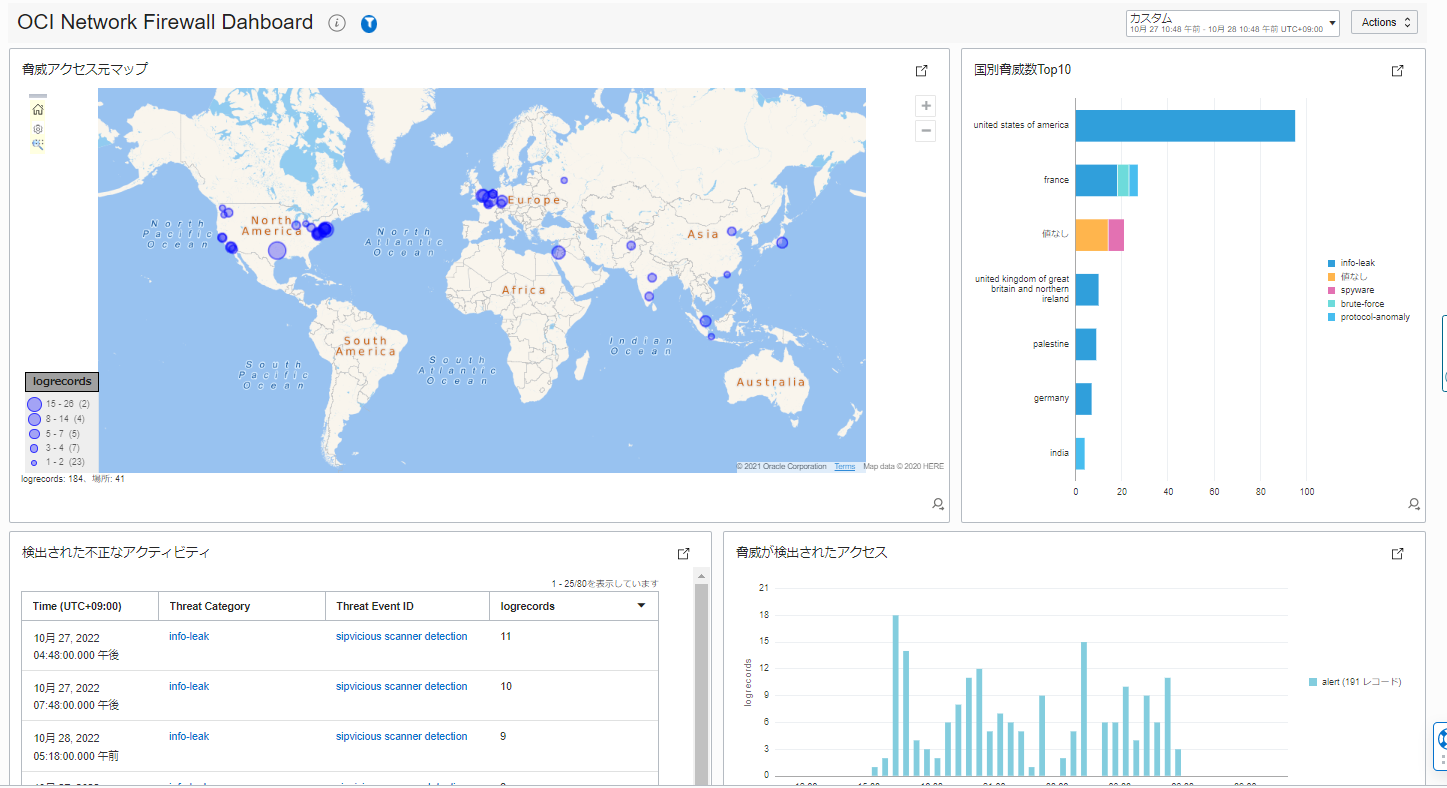 OCI Network Firewall Dahboard
カスタム
10月 27 10:48 午前 - 10月 28 10:48 午前 UTC+09:00
Actions
脅威アクセス元マップ
North Pacific Ocean
North America
North Atlantic Ocean
Europe
Asia
Africa
South America
South Pacific Ocean
South Atlantic Ocean
Indian Ocean
Australia
logrecords
15 - 26 (2)
8 - 14 (4)
5 - 7 (5)
3 - 4 (7)
1 - 2 (23)
© 2021 Oracle Corporation Terms Map data © 2020 HERE
logrecords: 184、場所: 41
国別脅威数Top10
united states of america
france
値なし
united kingdom of great
britain and northern
ireland
palestine
germany
india
0 20 40 60 80 100
info-leak
値なし
spyware
brute-force
protocol-anomaly
検出された不正なアクティビティ
1 - 25/80を表示しています
Time (UTC+09:00) Threat Category Threat Event ID logrecords
10月 27, 2022
04:48:00.000 午後 info-leak sipvicious scanner detection 11
10月 27, 2022
07:48:00.000 午後 info-leak sipvicious scanner detection 10
10月 28, 2022
05:18:00.000 午前 info-leak sipvicious scanner detection 9
脅威が検出されたアクセス
21
18
15
12
9
6
3
0
logrecords
alert (191 レコード)